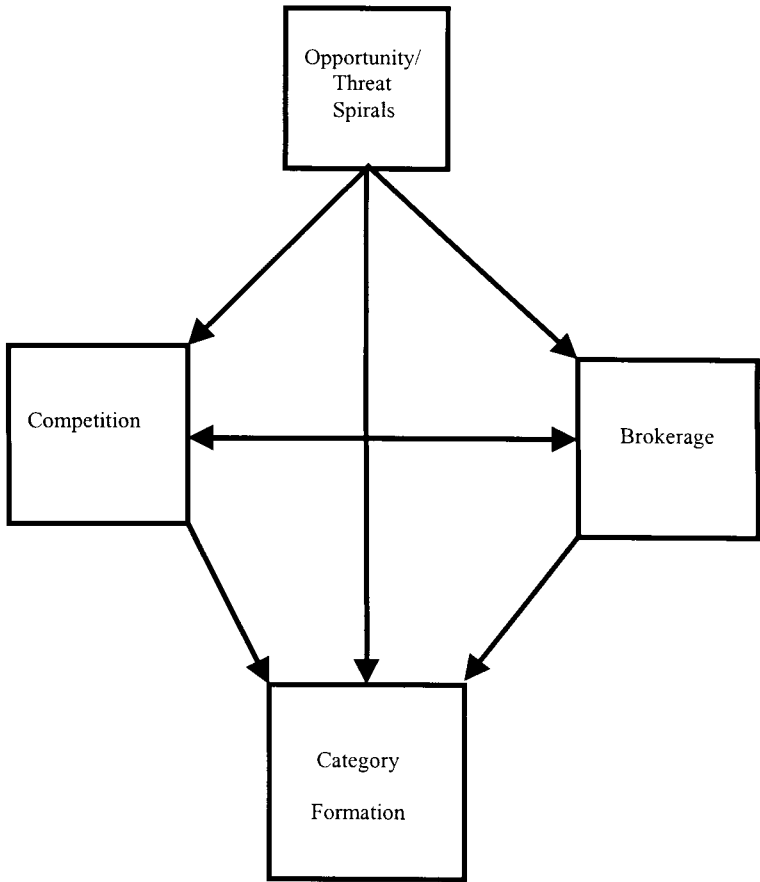 Opportunity/
Threat
Spirals
Competition
Brokerage
Category
Formation